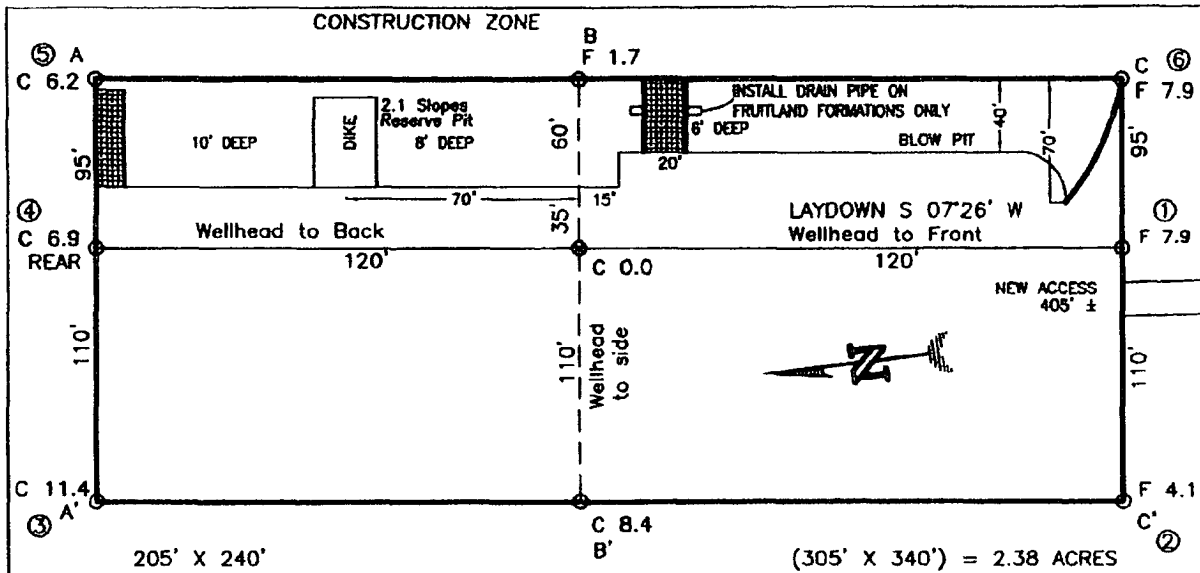 CONSTRUCTION ZONE
⑤ A
B
C ⑥
C 6.2
F 1.7
F 7.9
2.1 Slopes
Reserve Pit
INSTALL DRAIN PIPE ON
FRUITLAND FORMATIONS ONLY
10' DEEP
DIKE
8' DEEP
60'
6' DEEP
BLOW PIT
40'
70'
95'
95'
20'
70'
15'
35'
④
C 6.9
REAR
Wellhead to Back
120'
C 0.0
LAYDOWN S 07°26' W
Wellhead to Front
120'
①
F 7.9
NEW ACCESS
405' ±
110'
110'
Wellhead
to side
N
110'
C 11.4
A'
③
C 8.4
B'
F 4.1
C'
②
205' X 240'
(305' X 340') = 2.38 ACRES